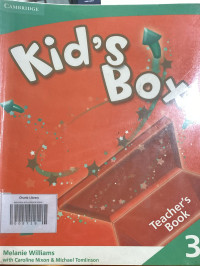 CAMBRIDGE
Kid's
Box
Teacher's
Book
3
Melanie Williams
with Caroline Nixon & Michael Tomlinson